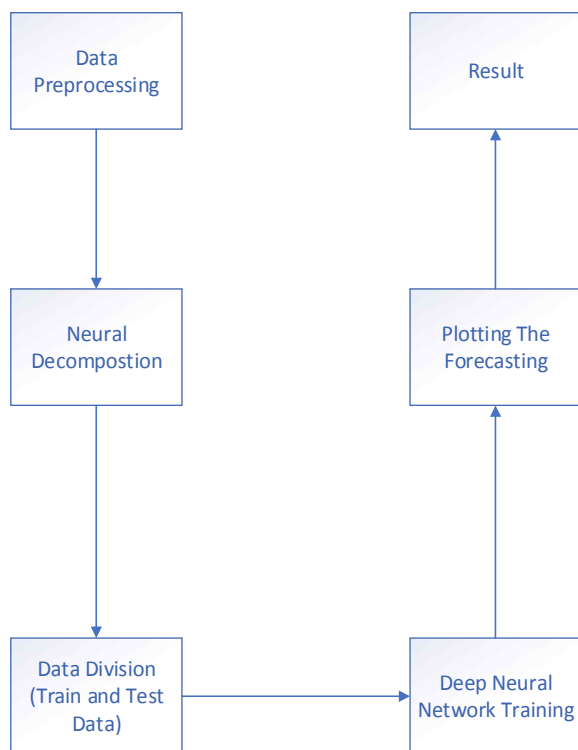 Data
Preprocessing
Neural
Decompostion
Data Division
(Train and Test
Data)
Deep Neural
Network Training
Plotting The
Forecasting
Result